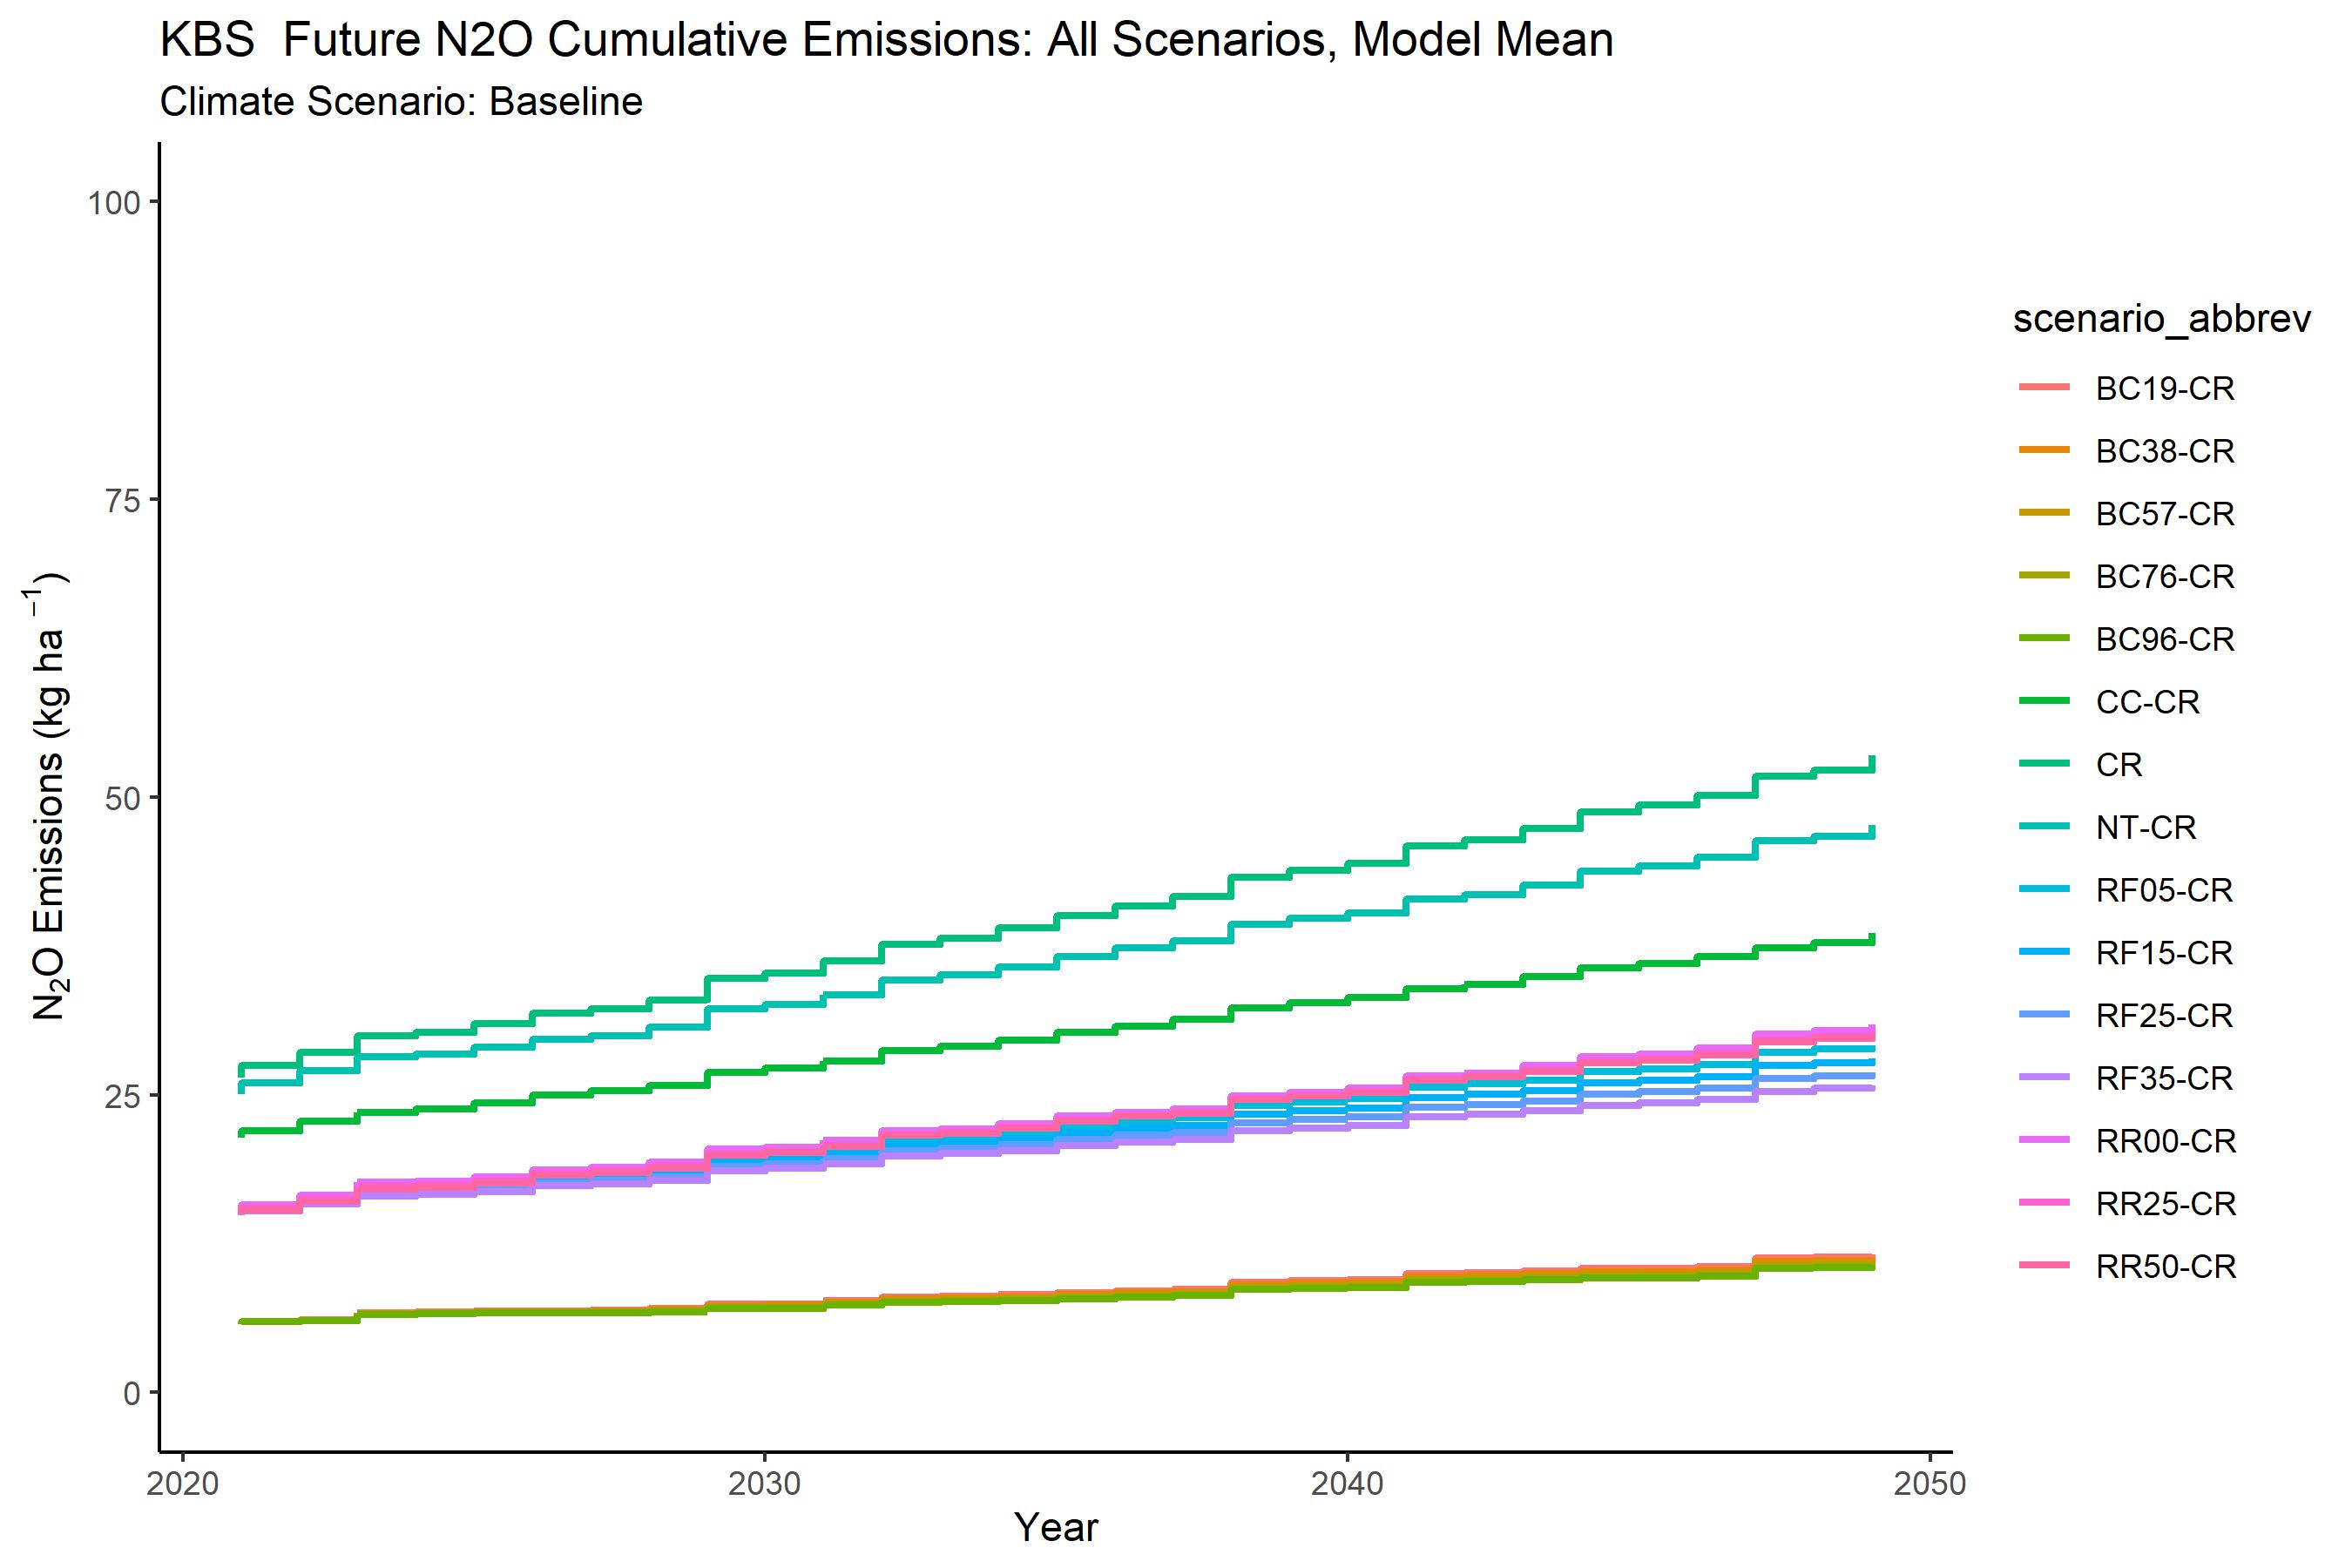 KBS  Future N2O Cumulative Emissions: All Scenarios, Model Mean
Climate Scenario: Baseline
N₂O Emissions (kg ha ⁻¹)
100
75
50
25
0
2020
2030
2040
2050
Year
scenario_abbrev
BC19-CR
BC38-CR
BC57-CR
BC76-CR
BC96-CR
CC-CR
CR
NT-CR
RF05-CR
RF15-CR
RF25-CR
RF35-CR
RR00-CR
RR25-CR
RR50-CR